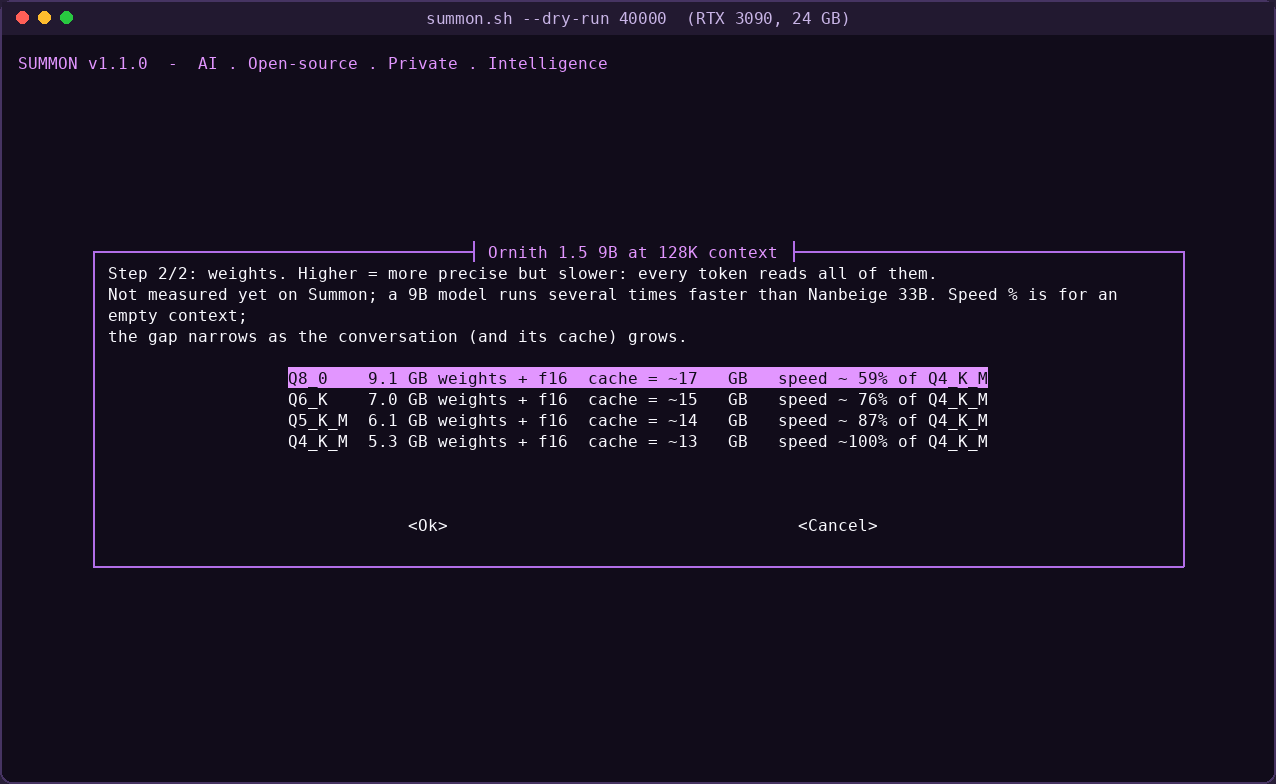 summon.sh --dry-run 40000  (RTX 3090, 24 GB)
SUMMON v1.1.0  -  AI . Open-source . Private . Intelligence
Ornith 1.5 9B at 128K context
Step 2/2: weights. Higher = more precise but slower: every token reads all of them.
Not measured yet on Summon; a 9B model runs several times faster than Nanbeige 33B. Speed % is for an
empty context;
the gap narrows as the conversation (and its cache) grows.
Q8_0    9.1 GB weights + f16  cache = ~17   GB   speed ~ 59% of Q4_K_M
Q6_K    7.0 GB weights + f16  cache = ~15   GB   speed ~ 76% of Q4_K_M
Q5_K_M  6.1 GB weights + f16  cache = ~14   GB   speed ~ 87% of Q4_K_M
Q4_K_M  5.3 GB weights + f16  cache = ~13   GB   speed ~100% of Q4_K_M
<Ok>                                   <Cancel>